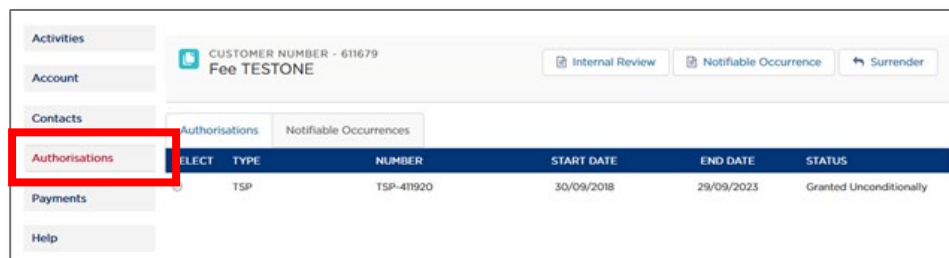 Activities
Account
Contacts
Authorisations
Payments
Help
CUSTOMER NUMBER - 611679
Fee TESTONE
Internal Review
Notifiable Occurrence
Surrender
Authorisations
Notifiable Occurrences
ELECT TYPE NUMBER START DATE END DATE STATUS
TSP TSP-411920 30/09/2018 29/09/2023 Granted Unconditionally